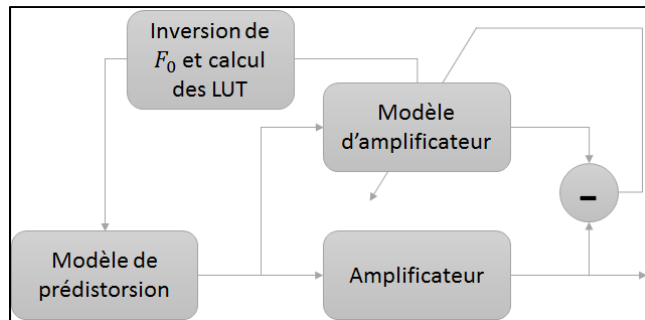 Inversion de
F₀ et calcul
des LUT
Modèle
d'amplificateur
-
Modèle de
prédistorsion
Amplificateur